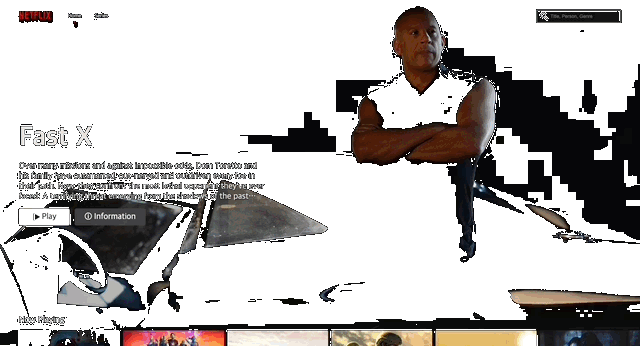 NETFLIX
Home Series
Title, Person, Genre
Fast X
Over many missions and against impossible odds, Dom Toretto and
his family have outsmarted, out-nerved and outdriven every foe in
their path. Now they confront the most lethal opponent they've ever
faced: A terrifying threat emerging from the shadows of the past
Play Information
Now Playing